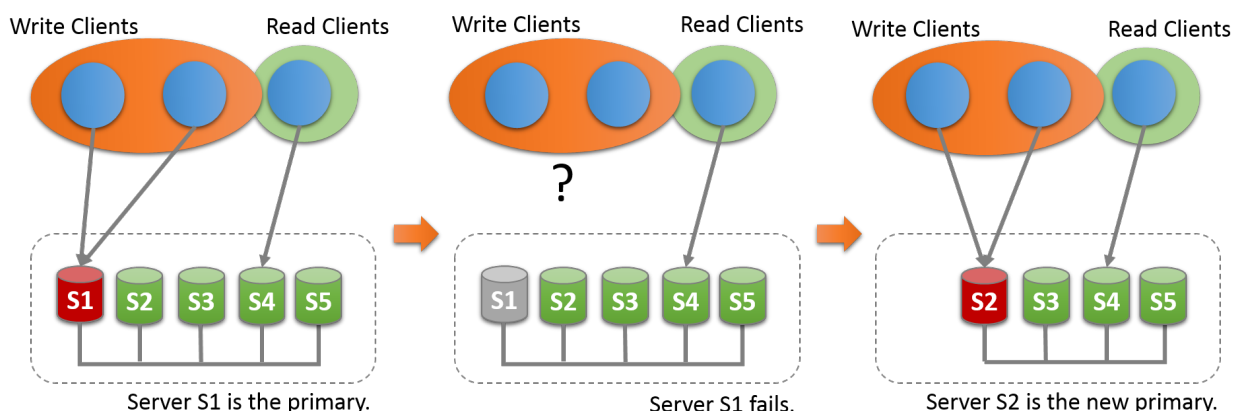 Write Clients
Read Clients
S1 S2 S3 S4 S5
Server S1 is the primary.
Write Clients
Read Clients
?
S1 S2 S3 S4 S5
Server S1 fails.
Write Clients
Read Clients
S2 S3 S4 S5
Server S2 is the new primary.